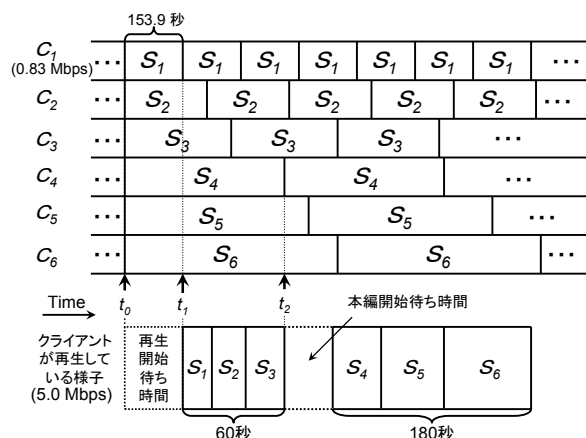 153.9 秒
C1 ... S1 S1 S1 S1 S1 S1 S1 ...
(0.83 Mbps)
C2 ... S2 S2 S2 S2 S2 ...
C3 ... S3 S3 S3 ...
C4 ... S4 S4 ...
C5 ... S5 S5 ...
C6 ... S6 S6 ...
Time t0 t1 t2 本編開始待ち時間
クライアント
が再生して
いる様子
(5.0 Mbps)
再生
開始
待ち
時間
S1 S2 S3 S4 S5 S6
60秒 180秒